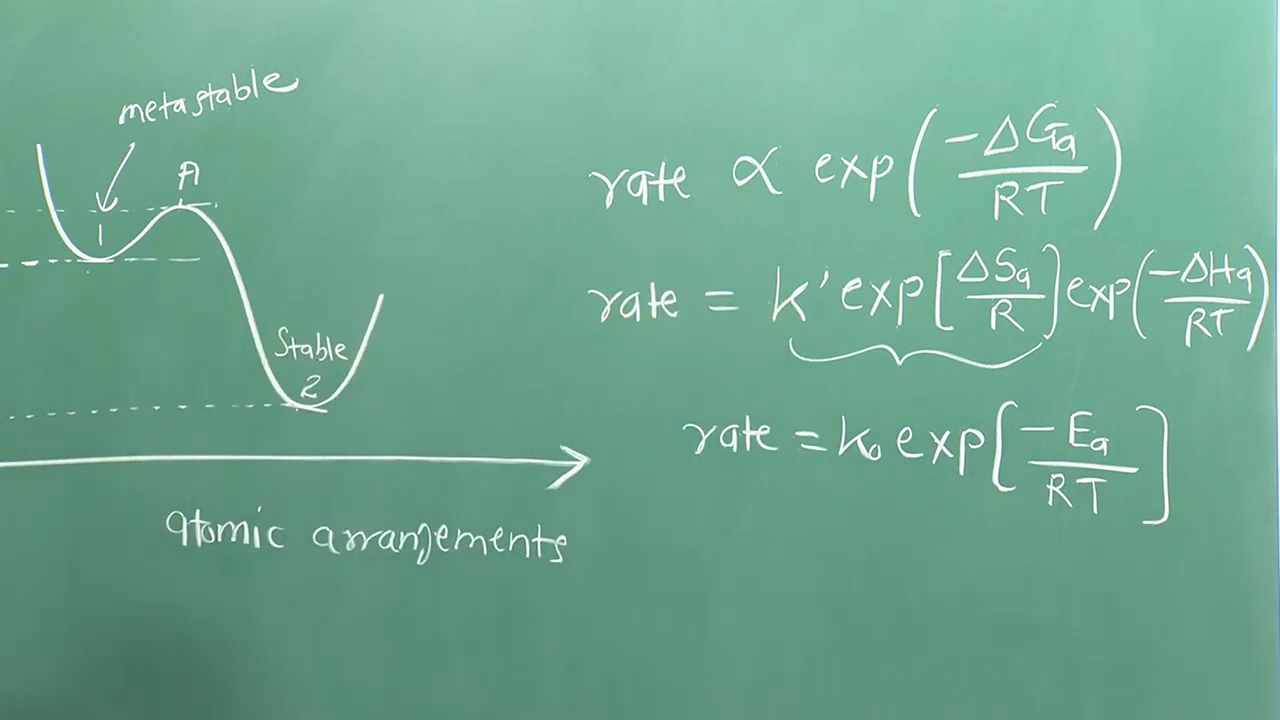 metastable
A
1
Stable
2
atomic arrangements
rate ∝ exp(-ΔGa/RT)
rate = k' exp[ΔSa/R] exp(-ΔHa/RT)
rate = k₀ exp[-Ea/RT]